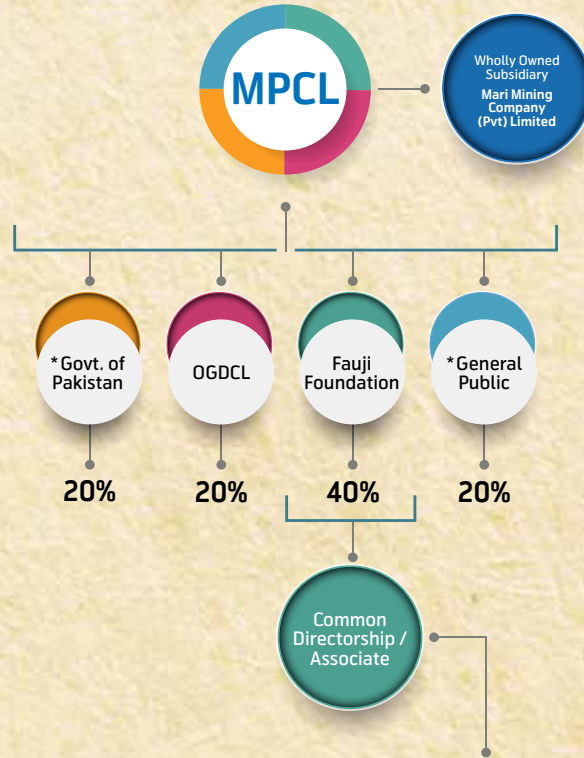 MPCL
Wholly Owned
Subsidiary
Mari Mining
Company
(Pvt) Limited
*Govt. of
Pakistan
OGDCL
Fauji
Foundation
*General
Public
20%
20%
40%
20%
Common
Directorship /
Associate